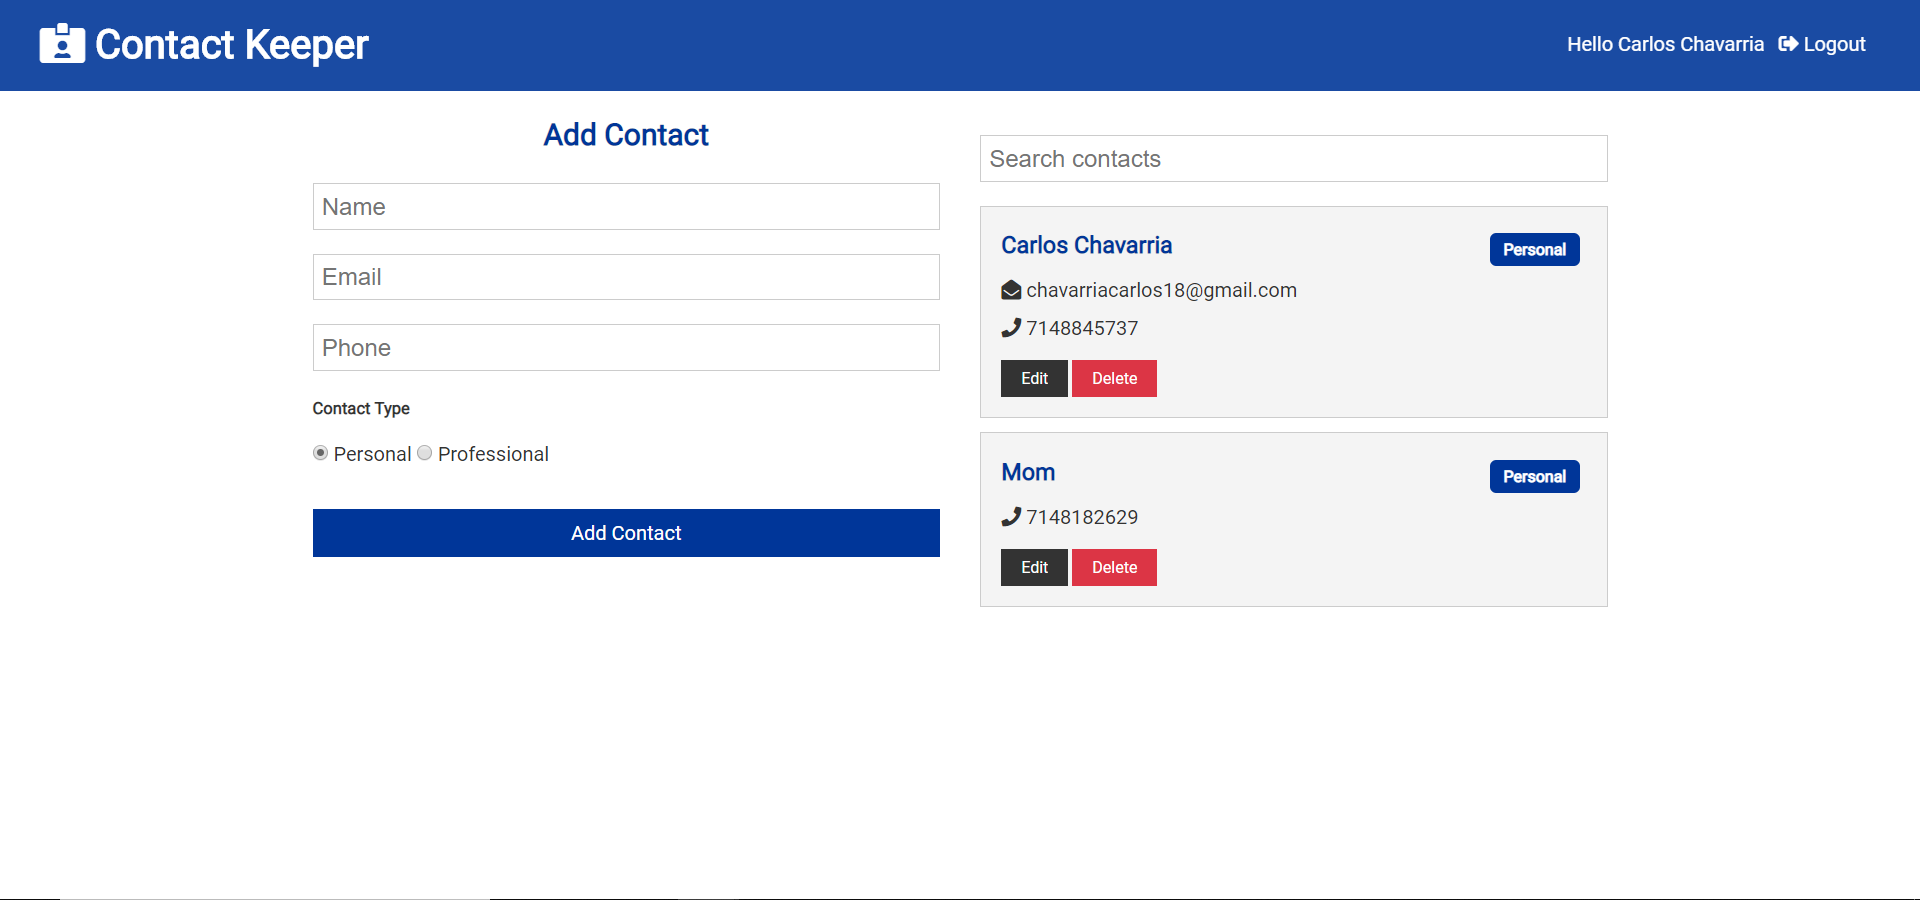 Contact Keeper
Hello Carlos Chavarria Logout
Add Contact
Name
Email
Phone
Contact Type
Personal Professional
Add Contact
Search contacts
Carlos Chavarria
Personal
chavarriacarlos18@gmail.com
7148845737
Edit Delete
Mom
Personal
7148182629
Edit Delete